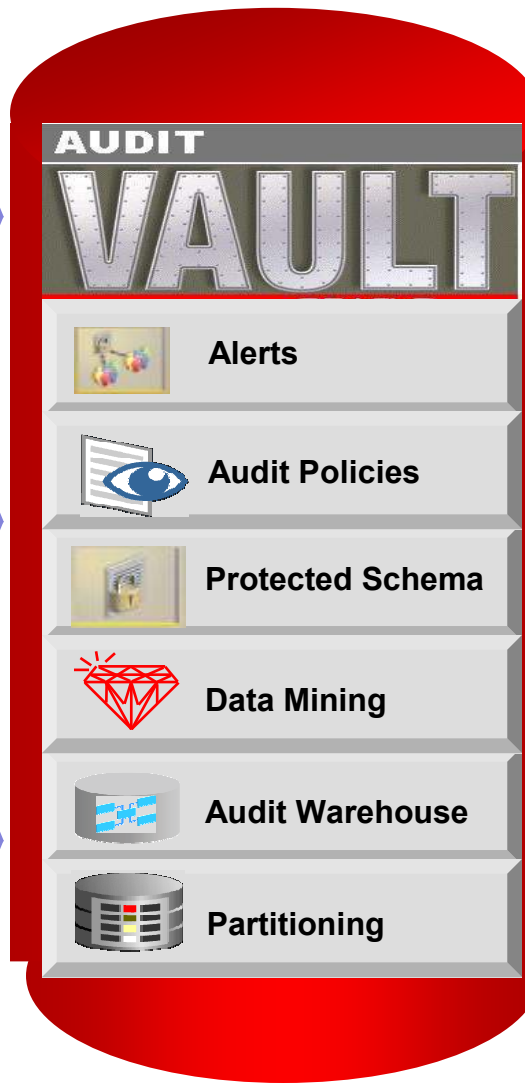 AUDIT
VAULT
Alerts
Audit Policies
Protected Schema
Data Mining
Audit Warehouse
Partitioning